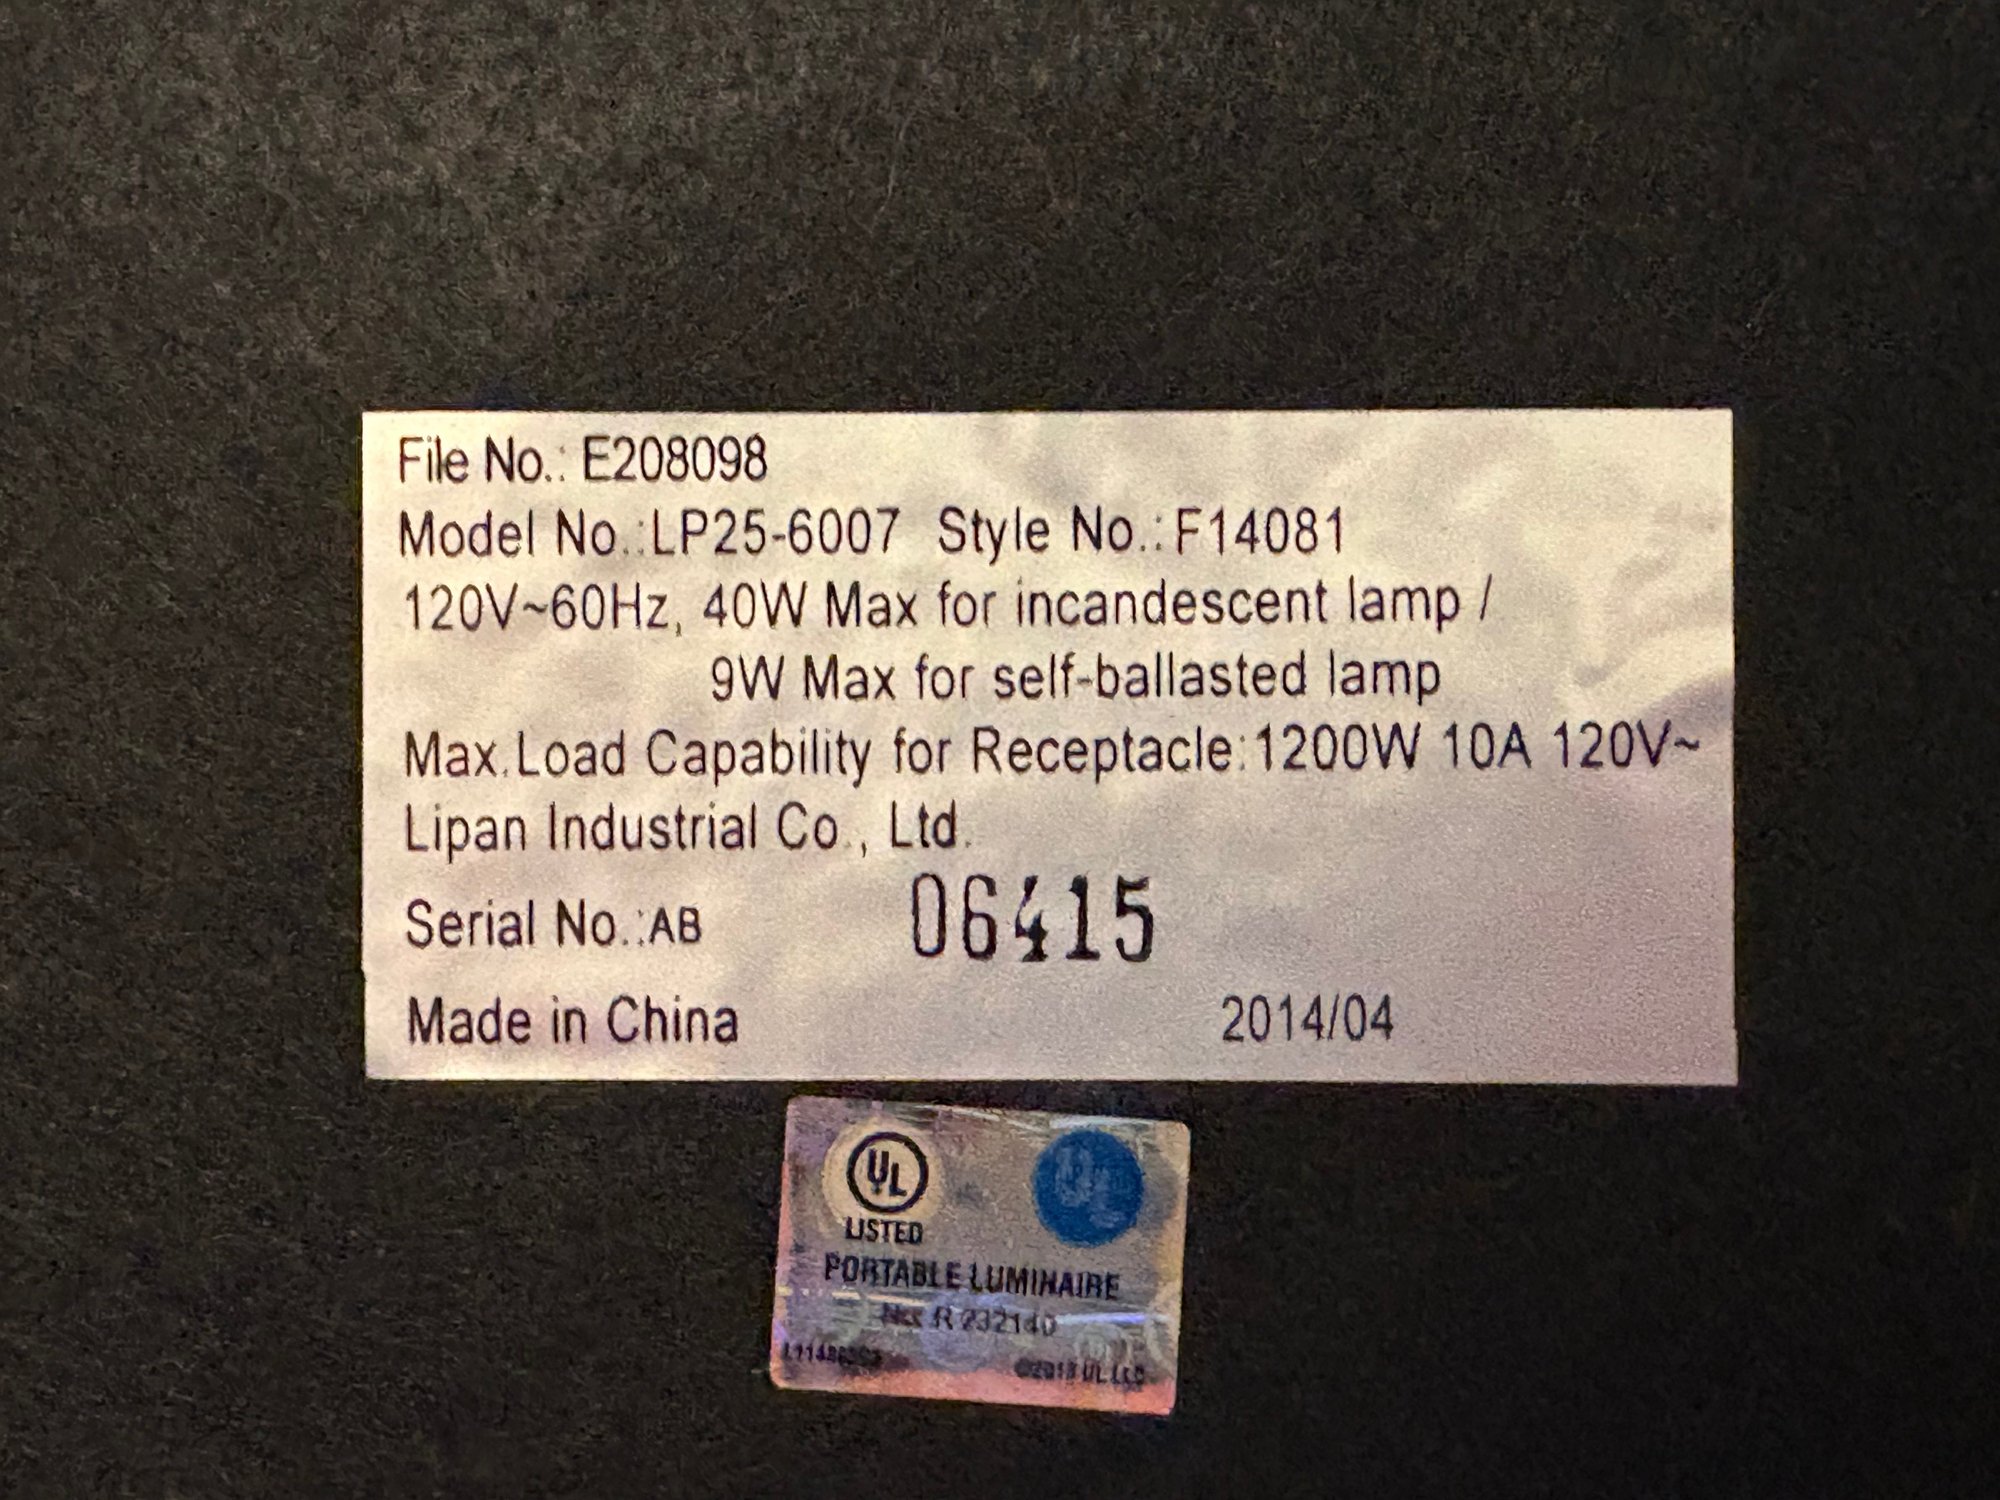 File No.: E208098
Model No.:LP25-6007 Style No.:F14081
120V~60Hz, 40W Max for incandescent lamp /
9W Max for self-ballasted lamp
Max.Load Capability for Receptacle:1200W 10A 120V~
Lipan Industrial Co., Ltd.
Serial No.:AB 06415
Made in China 2014/04
UL
LISTED
PORTABLE LUMINAIRE
R 232140
UL LLC